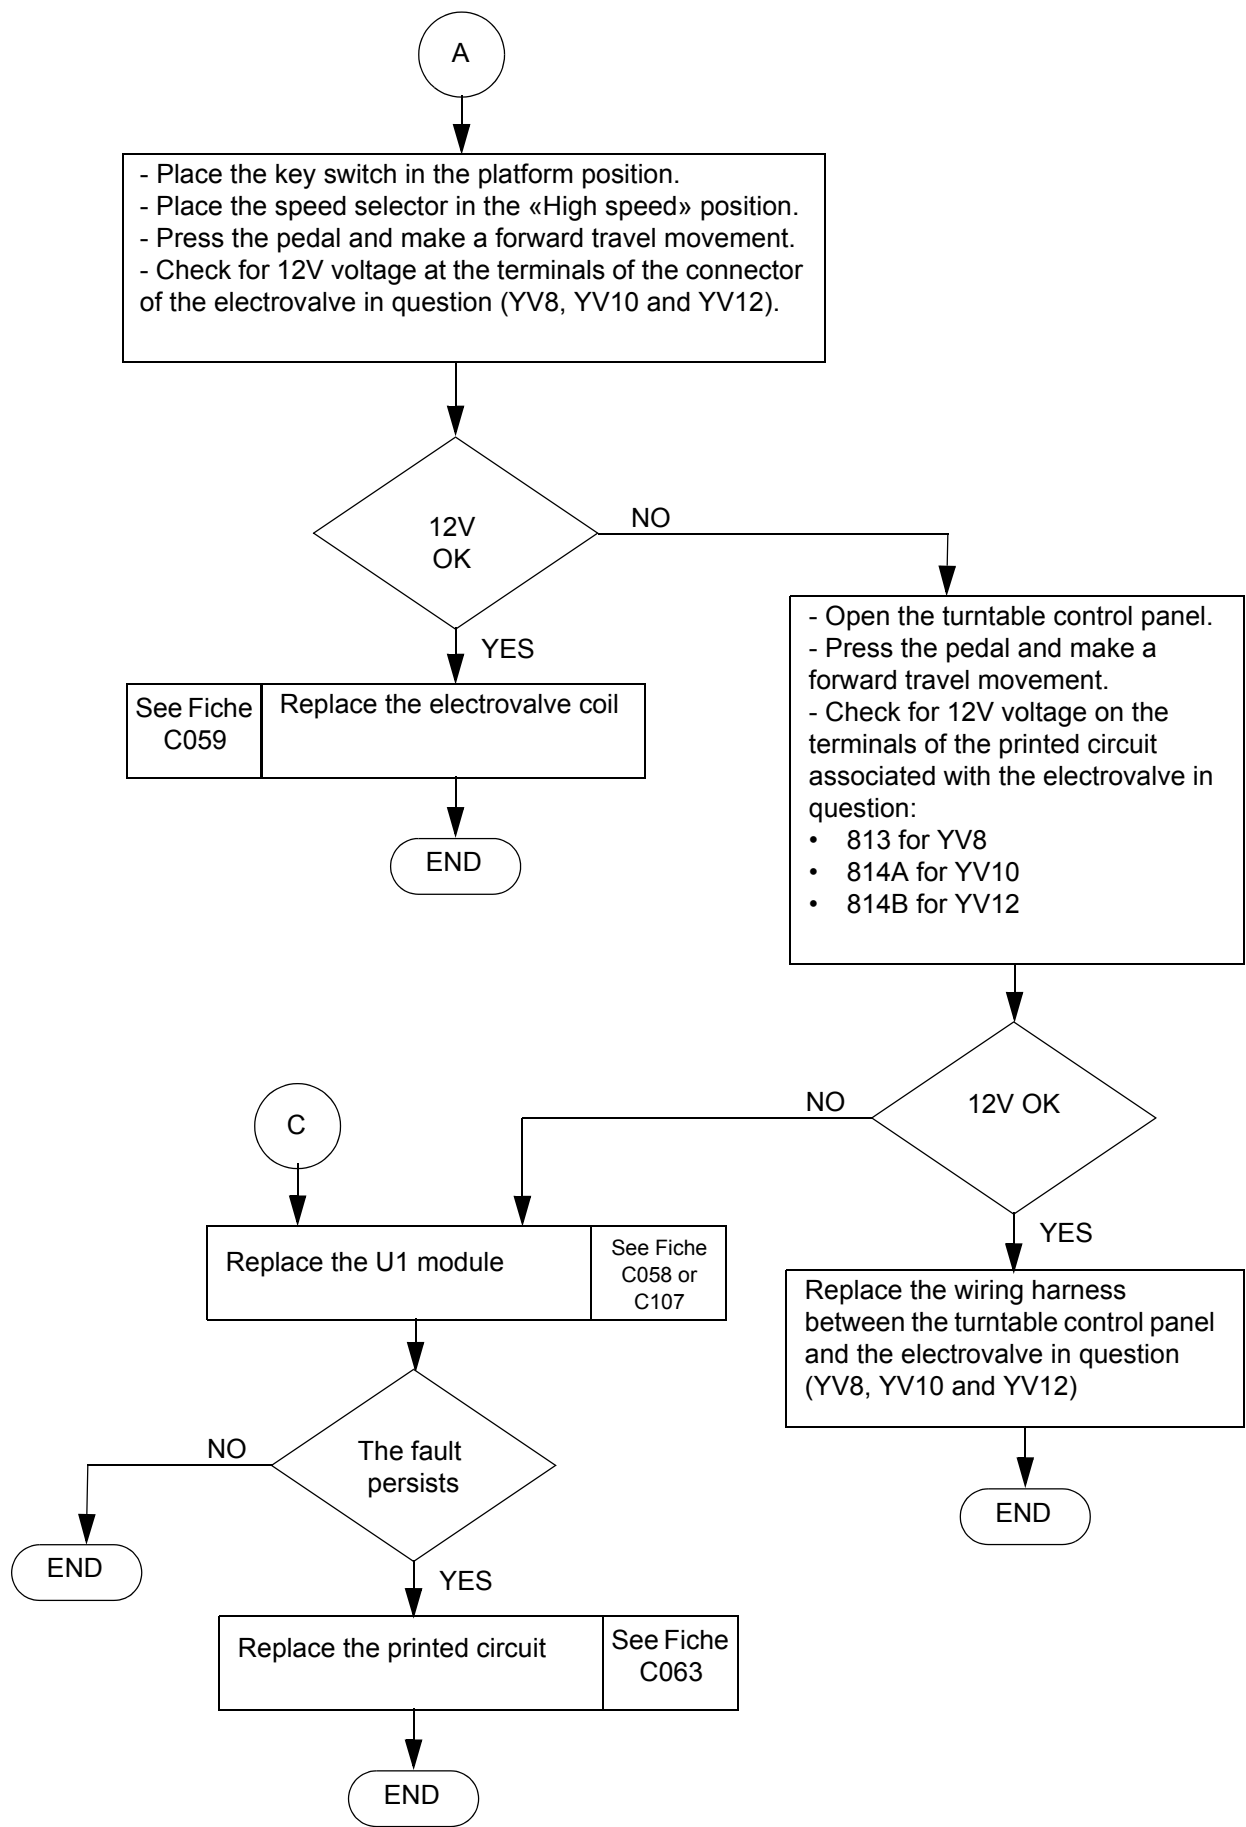 A
- Place the key switch in the platform position.
- Place the speed selector in the «High speed» position.
- Press the pedal and make a forward travel movement.
- Check for 12V voltage at the terminals of the connector
of the electrovalve in question (YV8, YV10 and YV12).
12V
OK
NO
YES
See Fiche
C059
Replace the electrovalve coil
END
- Open the turntable control panel.
- Press the pedal and make a
forward travel movement.
- Check for 12V voltage on the
terminals of the printed circuit
associated with the electrovalve in
question:
• 813 for YV8
• 814A for YV10
• 814B for YV12
12V OK
NO
YES
C
Replace the U1 module
See Fiche
C058 or
C107
Replace the wiring harness
between the turntable control panel
and the electrovalve in question
(YV8, YV10 and YV12)
END
The fault
persists
NO
END
YES
Replace the printed circuit
See Fiche
C063
END